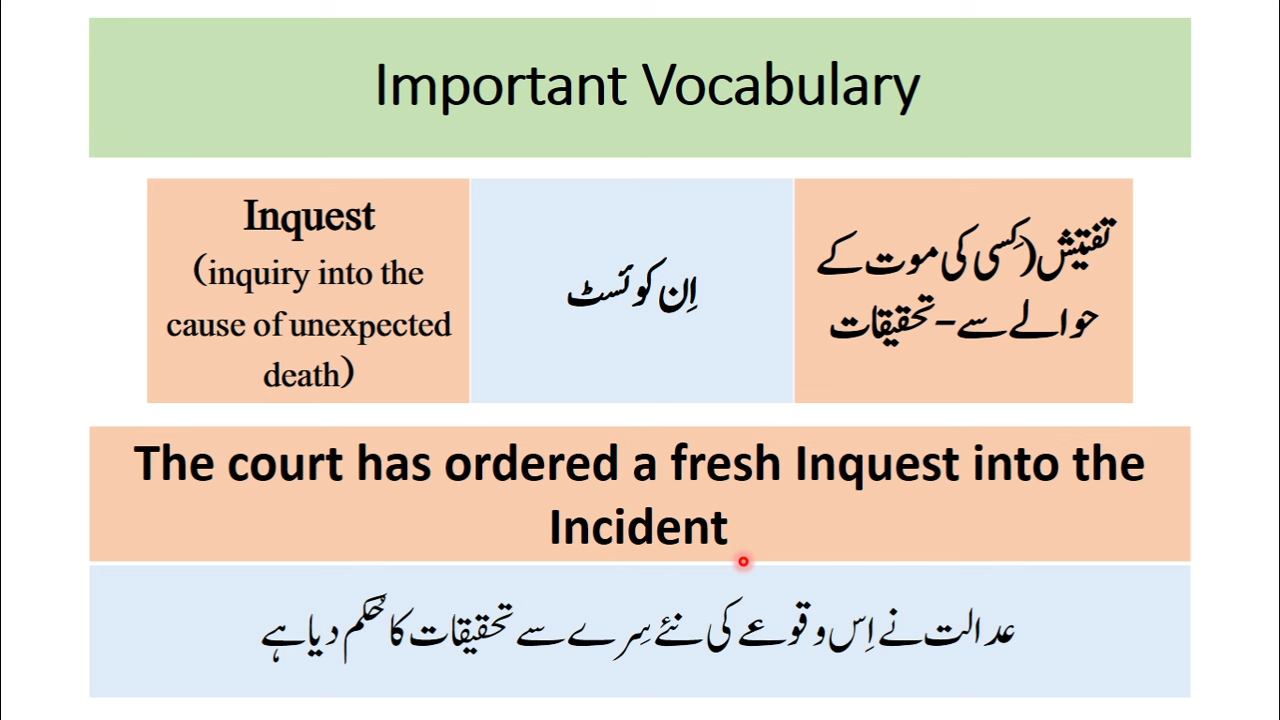 Important Vocabulary
Inquest
(inquiry into the
cause of unexpected
death)
اِن کوئسٹ
تفتیش(کِسی کی موت کے
حوالے سے-تحقیقات
The court has ordered a fresh Inquest into the
Incident
عدالت نے اِس وقوعے کی نئے سِرے سے تحقیقات کا حُکم دیا ہے